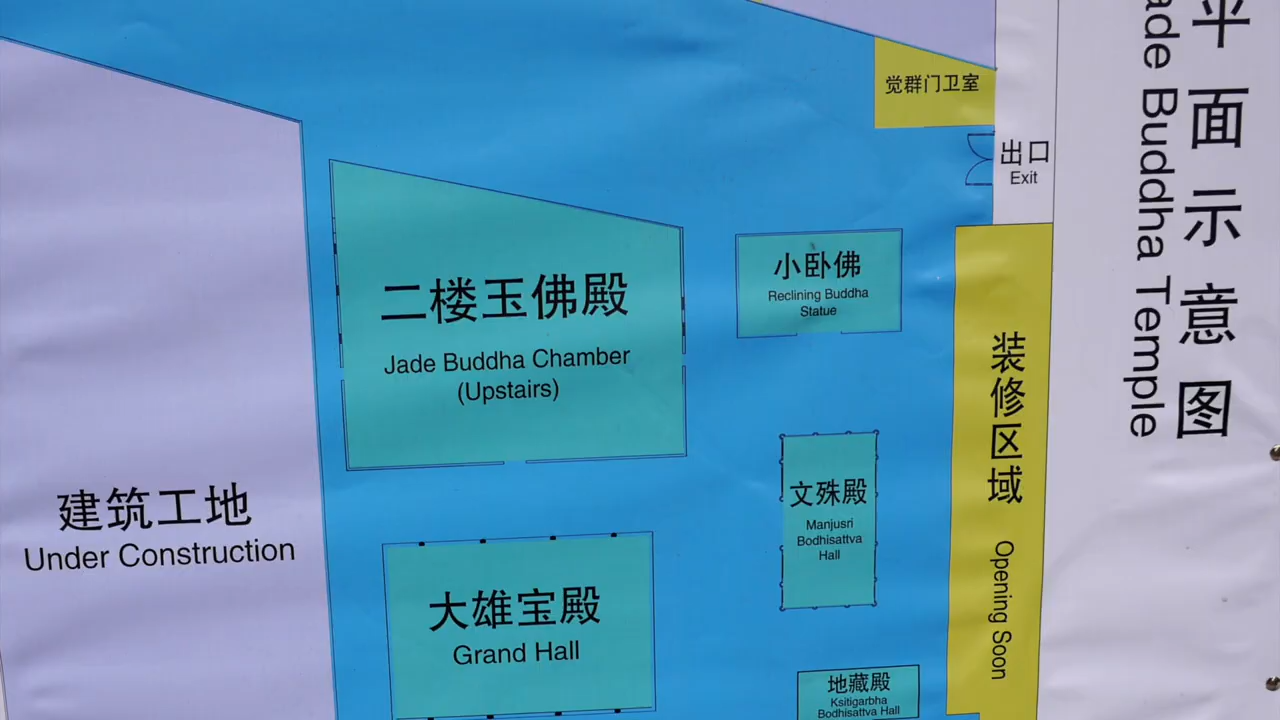 觉群门卫室
出口
Exit
二楼玉佛殿
Jade Buddha Chamber
(Upstairs)
小卧佛
Reclining Buddha
Statue
建筑工地
Under Construction
文殊殿
Manjusri
Bodhisattva
Hall
大雄宝殿
Grand Hall
地藏殿
Ksitigarbha
Bodhisattva Hall
装修区域
Opening Soon
平面示意图
ade Buddha Temple